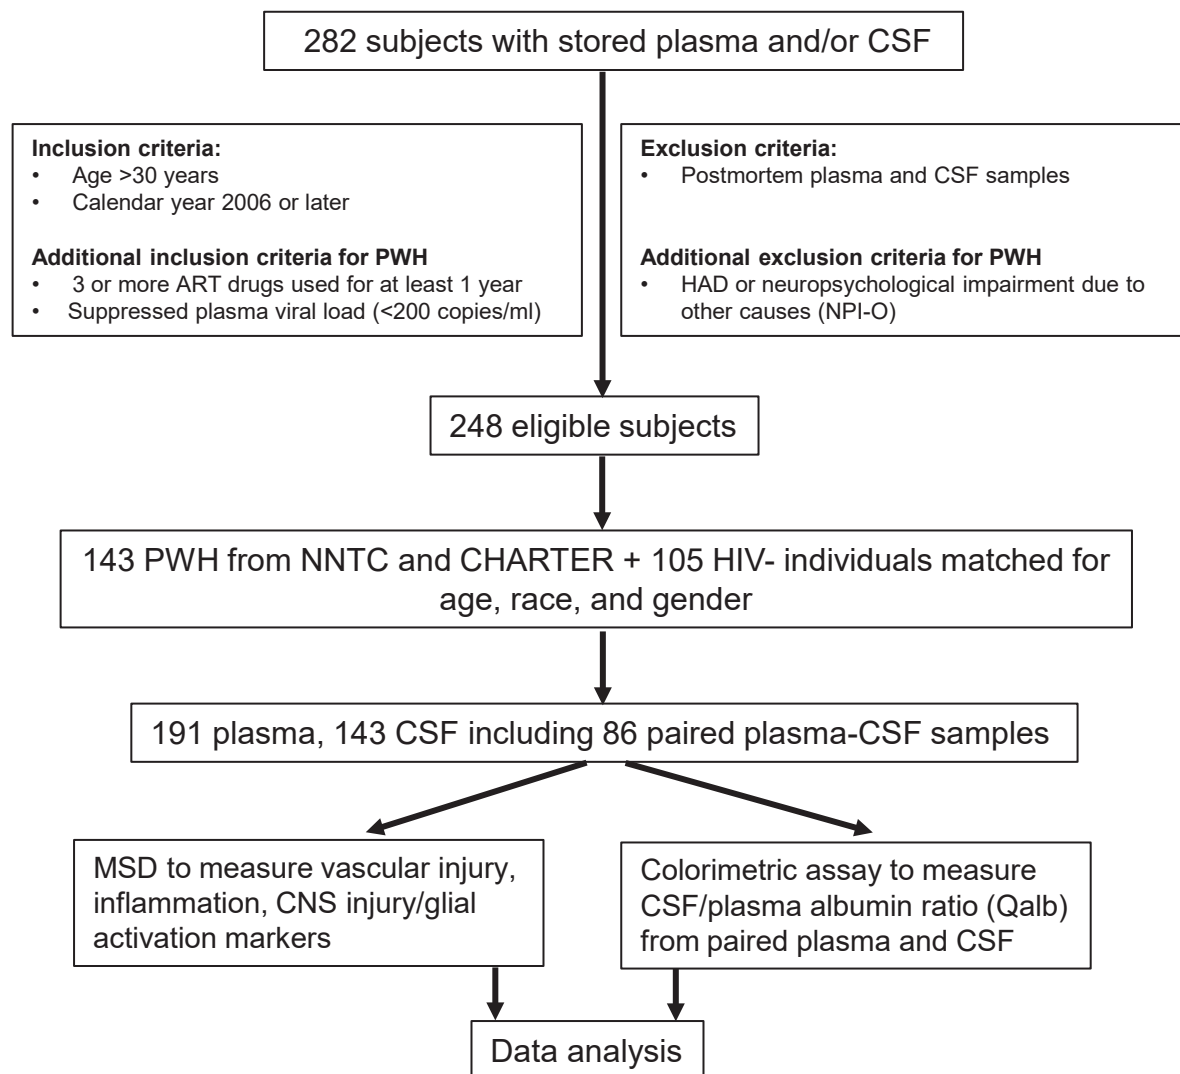 282 subjects with stored plasma and/or CSF
Inclusion criteria:
• Age >30 years
• Calendar year 2006 or later
Additional inclusion criteria for PWH
• 3 or more ART drugs used for at least 1 year
• Suppressed plasma viral load (<200 copies/ml)
Exclusion criteria:
• Postmortem plasma and CSF samples
Additional exclusion criteria for PWH
• HAD or neuropsychological impairment due to
other causes (NPI-O)
248 eligible subjects
143 PWH from NNTC and CHARTER + 105 HIV- individuals matched for
age, race, and gender
191 plasma, 143 CSF including 86 paired plasma-CSF samples
MSD to measure vascular injury,
inflammation, CNS injury/glial
activation markers
Colorimetric assay to measure
CSF/plasma albumin ratio (Qalb)
from paired plasma and CSF
Data analysis